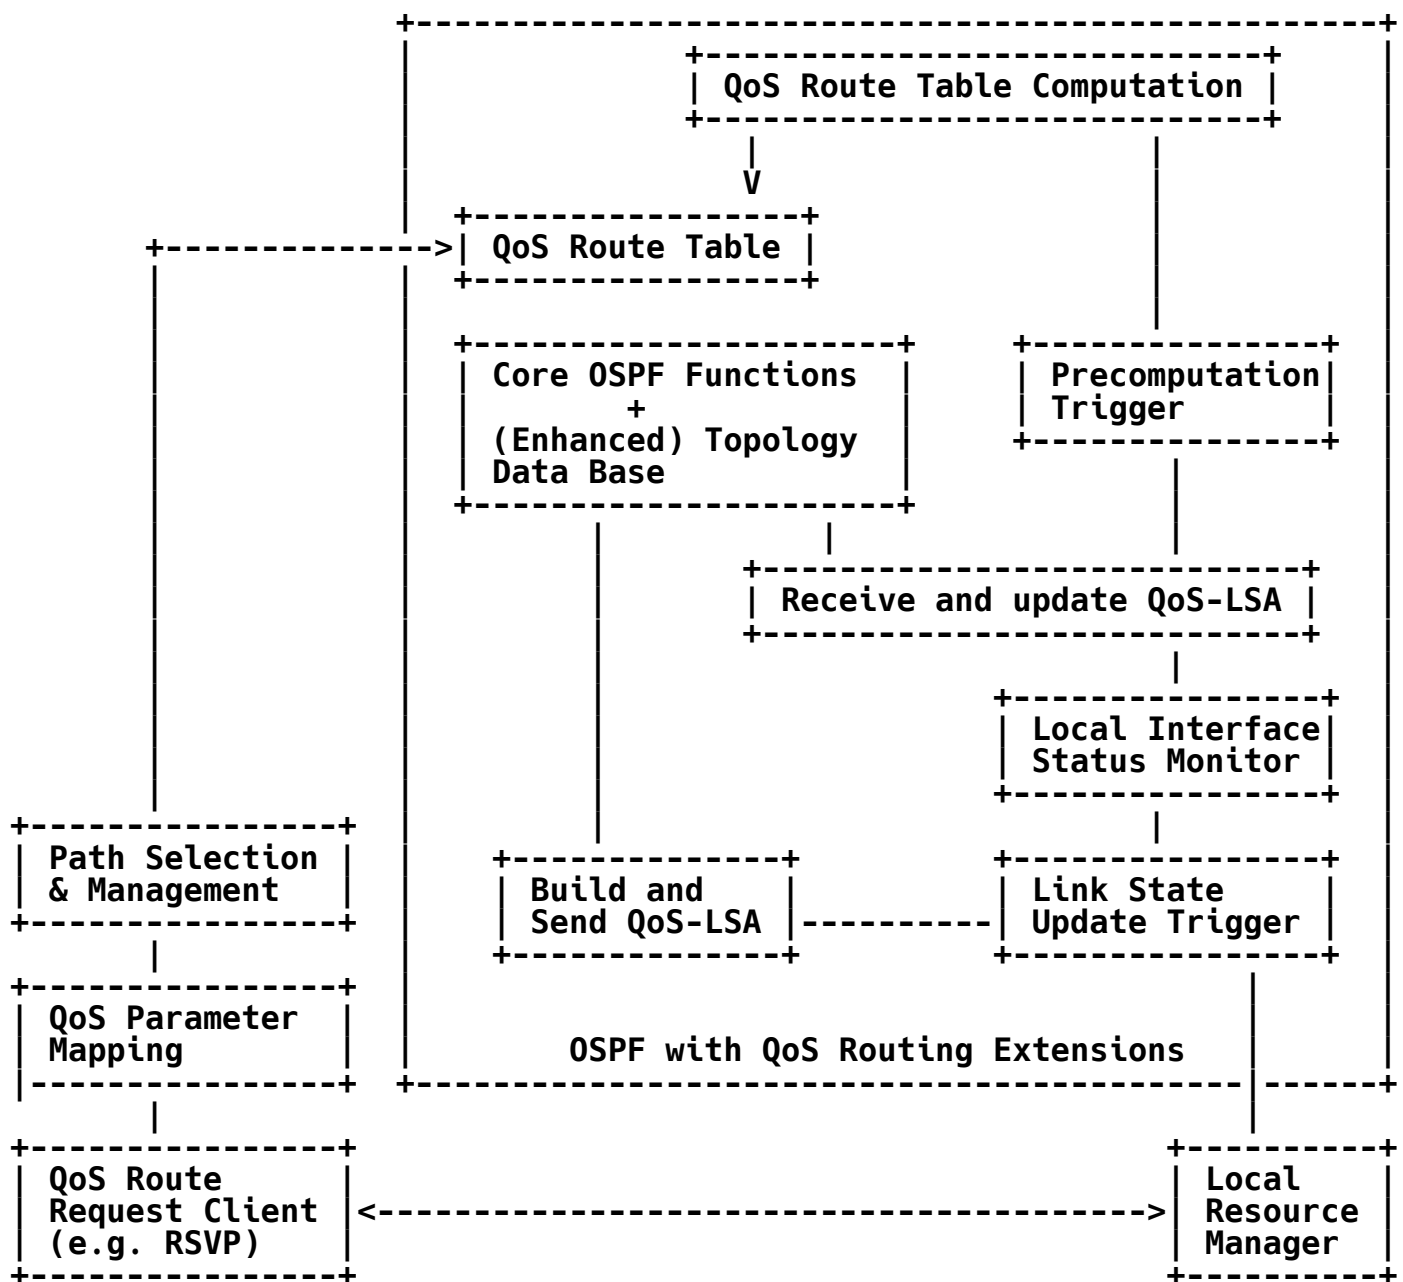 QoS Route Table Computation
QoS Route Table
Core OSPF Functions
+
(Enhanced) Topology
Data Base
Precomputation
Trigger
Receive and update QoS-LSA
Local Interface
Status Monitor
Path Selection
& Management
Build and
Send QoS-LSA
Link State
Update Trigger
QoS Parameter
Mapping
OSPF with QoS Routing Extensions
QoS Route
Request Client
(e.g. RSVP)
Local
Resource
Manager